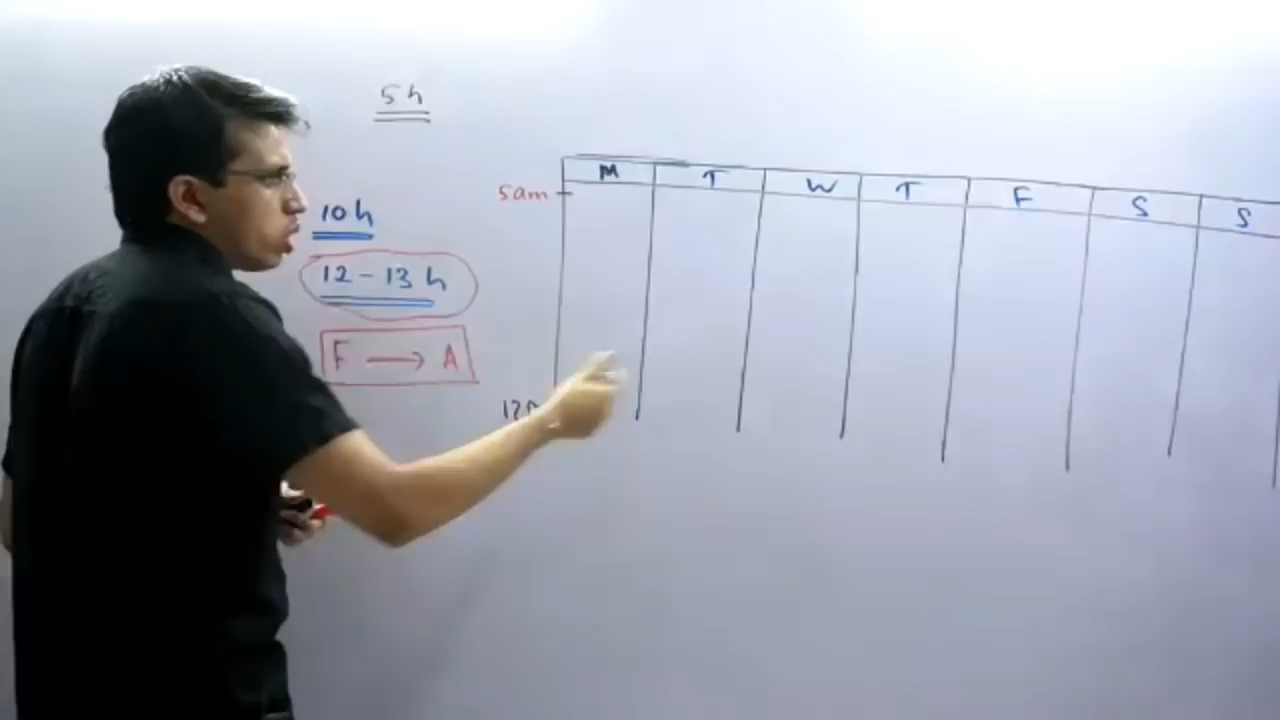 5h
10h
12-13 h
F → A
M T W T F S S
5am